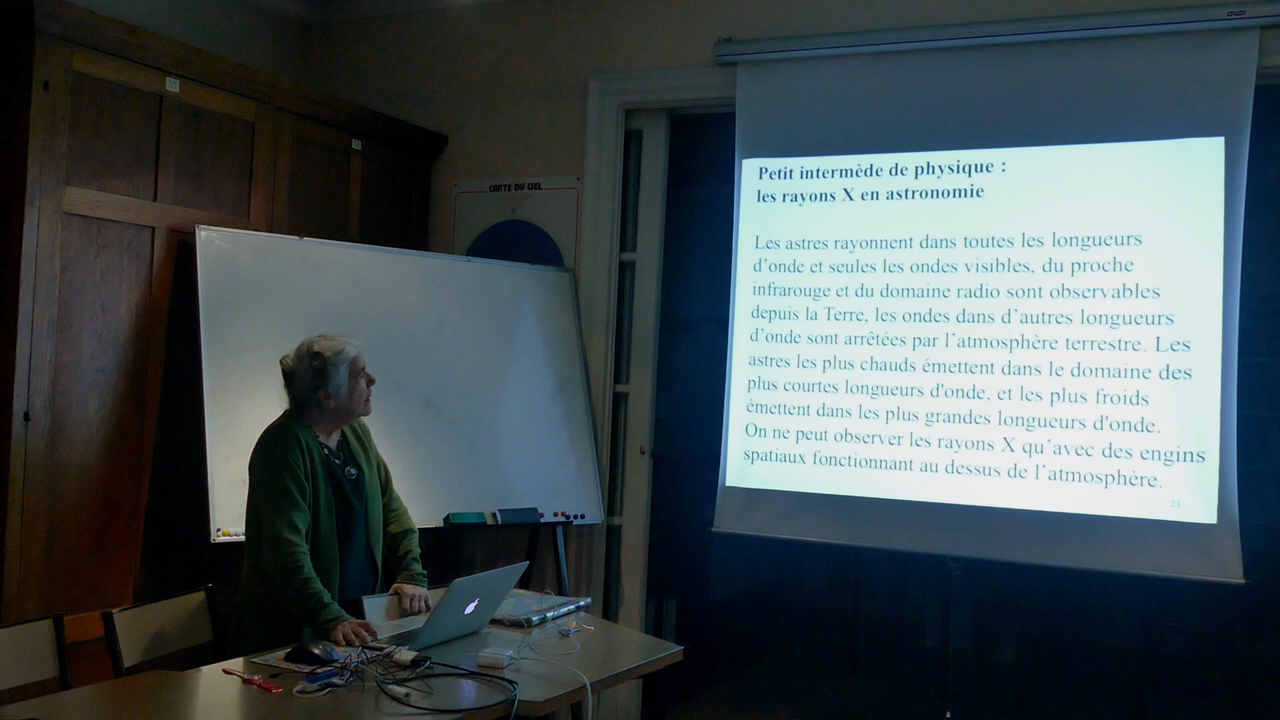 CARTE DU CIEL
Petit intermède de physique :
les rayons X en astronomie
Les astres rayonnent dans toutes les longueurs
d’onde et seules les ondes visibles, du proche
infrarouge et du domaine radio sont observables
depuis la Terre, les ondes dans d’autres longueurs
d’onde sont arrêtées par l’atmosphère terrestre. Les
astres les plus chauds émettent dans le domaine des
plus courtes longueurs d'onde, et les plus froids
émettent dans les plus grandes longueurs d'onde.
On ne peut observer les rayons X qu’avec des engins
spatiaux fonctionnant au dessus de l’atmosphère.
21